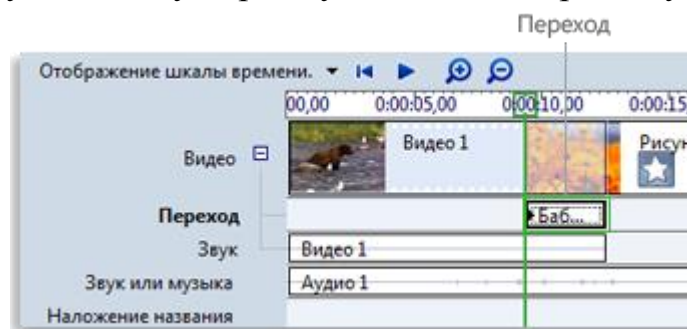 Переход
Отображение шкалы времени.
00,00 0:00:05,00 0:00:10,00 0:00:15
Видео Видео 1 Рисун
Переход Баб...
Звук Видео 1
Звук или музыка Аудио 1
Наложение названия